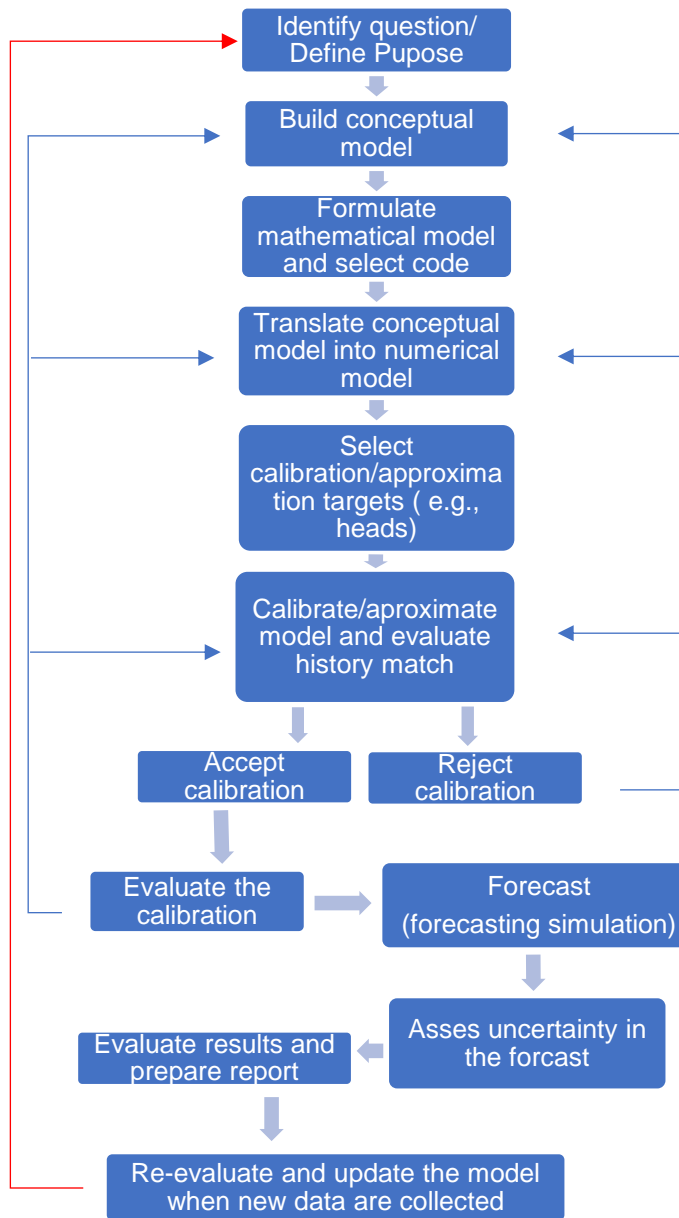 Identify question/
Define Pupose
Build conceptual
model
Formulate
mathematical model
and select code
Translate conceptual
model into numerical
model
Select
calibration/approxima
tion targets ( e.g.,
heads)
Calibrate/aproximate
model and evaluate
history match
Accept
calibration
Reject
calibration
Evaluate the
calibration
Forecast
(forecasting simulation)
Asses uncertainty in
the forcast
Evaluate results and
prepare report
Re-evaluate and update the model
when new data are collected